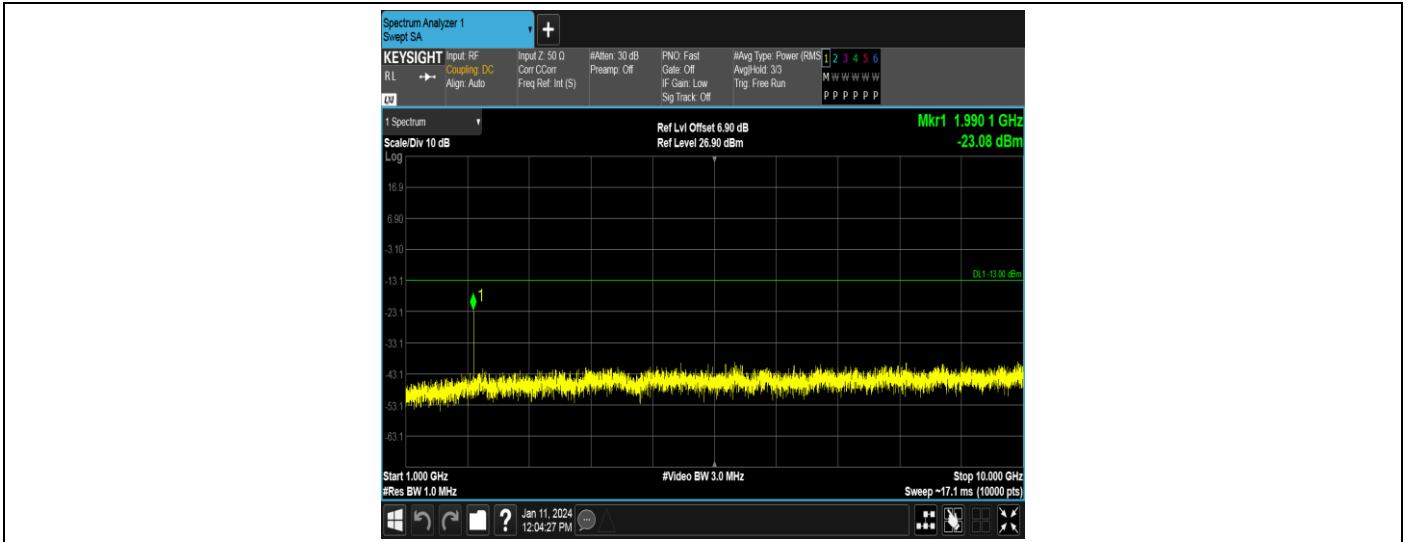 Spectrum Analyzer 1
Swept SA
+
KEYSIGHT Input: RF Input Z: 50 Ω #Atten: 30 dB PNO: Fast #Avg Type: Power (RMS 1 2 3 4 5 6
RL Coupling: DC Corr CCorr Preamp: Off Gate: Off Avg|Hold: 3/3 M W W W W W
Align: Auto Freq Ref: Int (S) IF Gain: Low Trig: Free Run
LXI Sig Track: Off P P P P P P
1 Spectrum Ref Lvl Offset 6.90 dB Mkr1 1.990 1 GHz
Scale/Div 10 dB Ref Level 26.90 dBm -23.08 dBm
Log
16.9
6.90
-3.10
DL1 -13.00 dBm
-13.1
1
-23.1
-33.1
-43.1
-53.1
-63.1
Start 1.000 GHz #Video BW 3.0 MHz Stop 10.000 GHz
#Res BW 1.0 MHz Sweep ~17.1 ms (10000 pts)
? Jan 11, 2024
12:04:27 PM